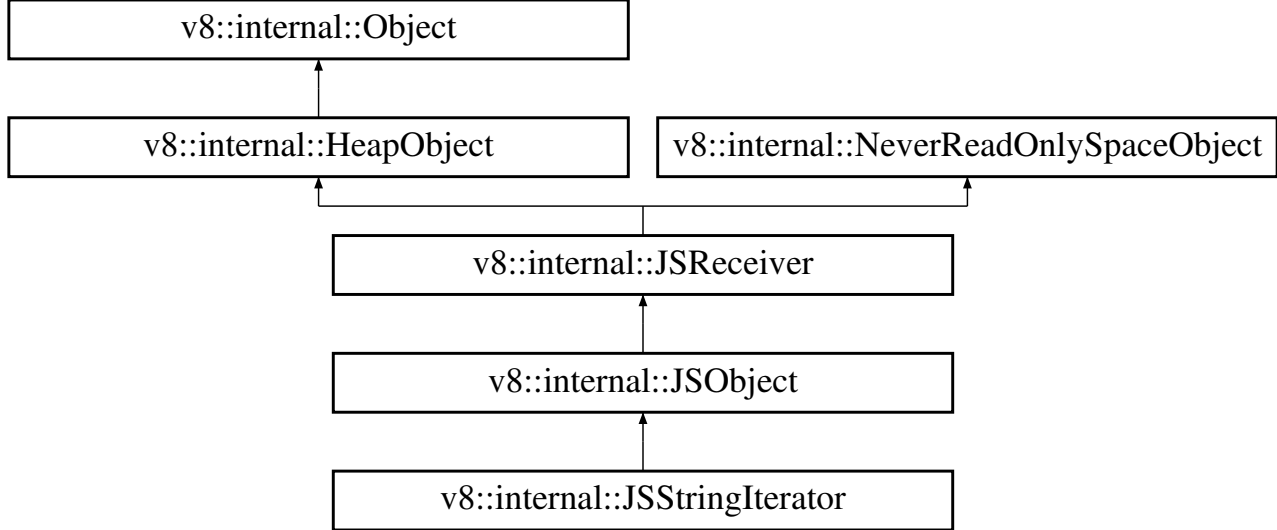 v8::internal::Object
v8::internal::HeapObject
v8::internal::NeverReadOnlySpaceObject
v8::internal::JSReceiver
v8::internal::JSObject
v8::internal::JSStringIterator